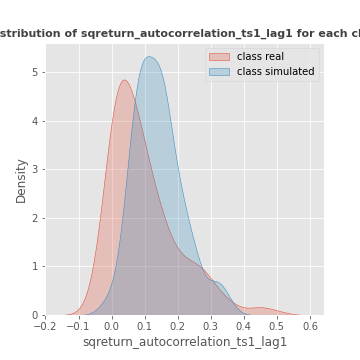 stribution of sqreturn_autocorrelation_ts1_lag1 for each cl
class real
class simulated
Density
5
4
3
2
1
0
−0.2 −0.1 0.0 0.1 0.2 0.3 0.4 0.5 0.6
sqreturn_autocorrelation_ts1_lag1